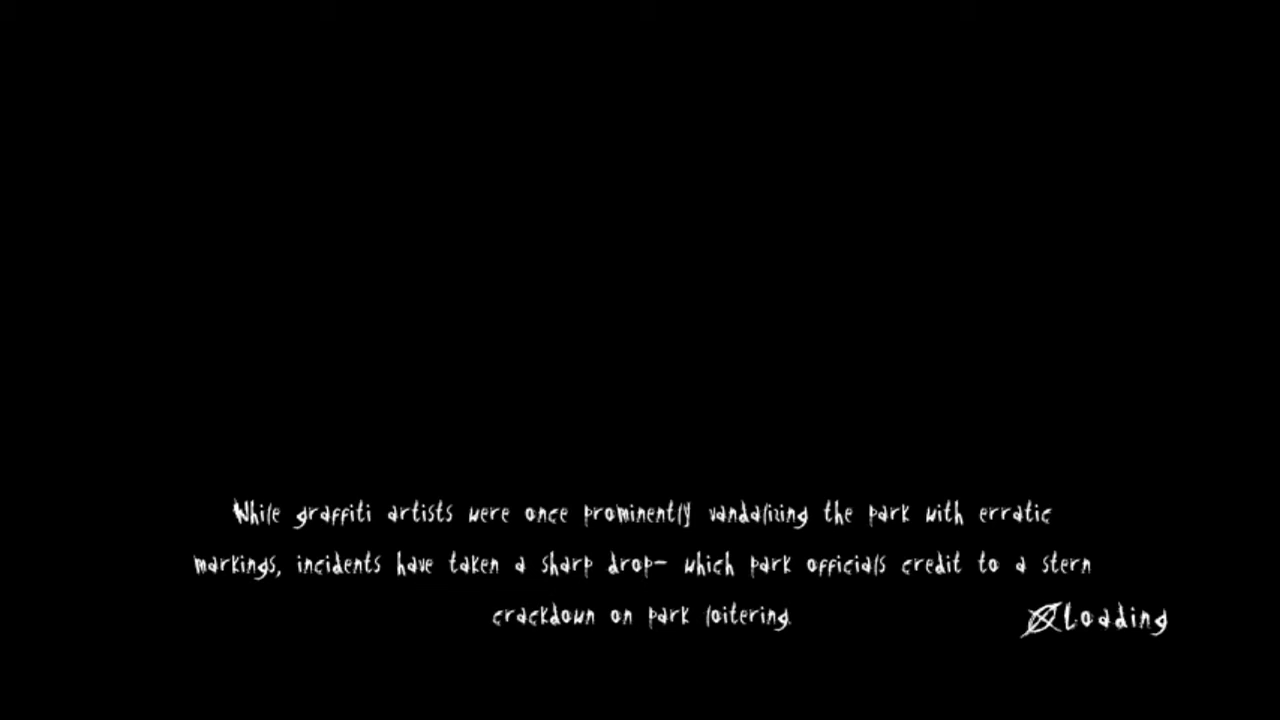 While graffiti artists were once prominently vandalizing the park with erratic
markings, incidents have taken a sharp drop- which park officials credit to a stern
crackdown on park loitering.
Loading